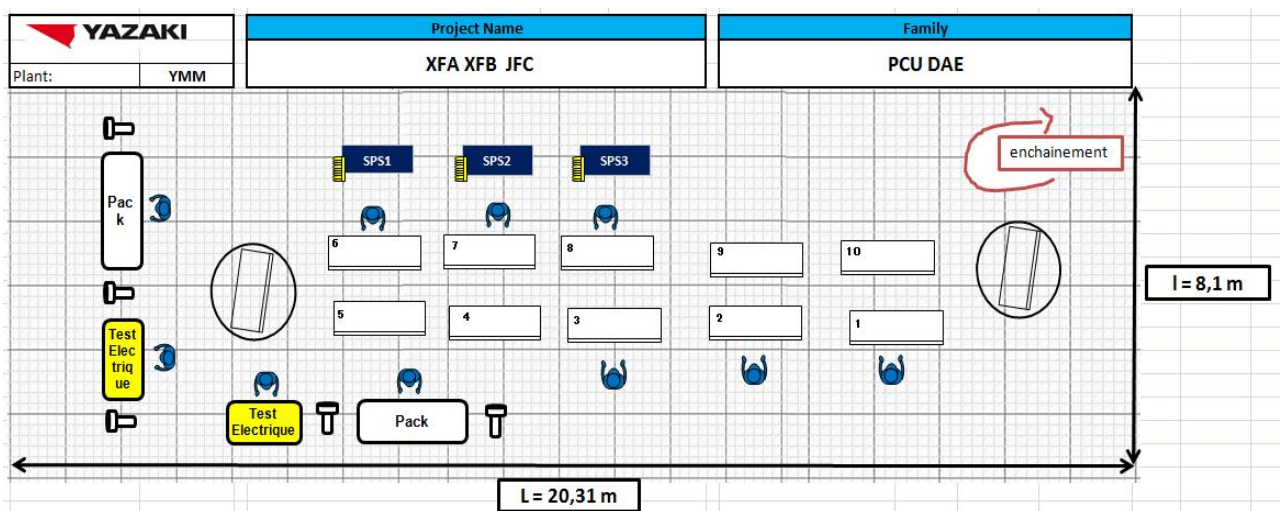 YAZAKI
Project Name
Family
Plant:
YMM
XFA XFB JFC
PCU DAE
enchainement
SPS1
SPS2
SPS3
Pac
k
6
7
8
9
10
5
4
3
2
1
l = 8,1 m
Test
Elec
triq
ue
Test
Electrique
Pack
L = 20,31 m